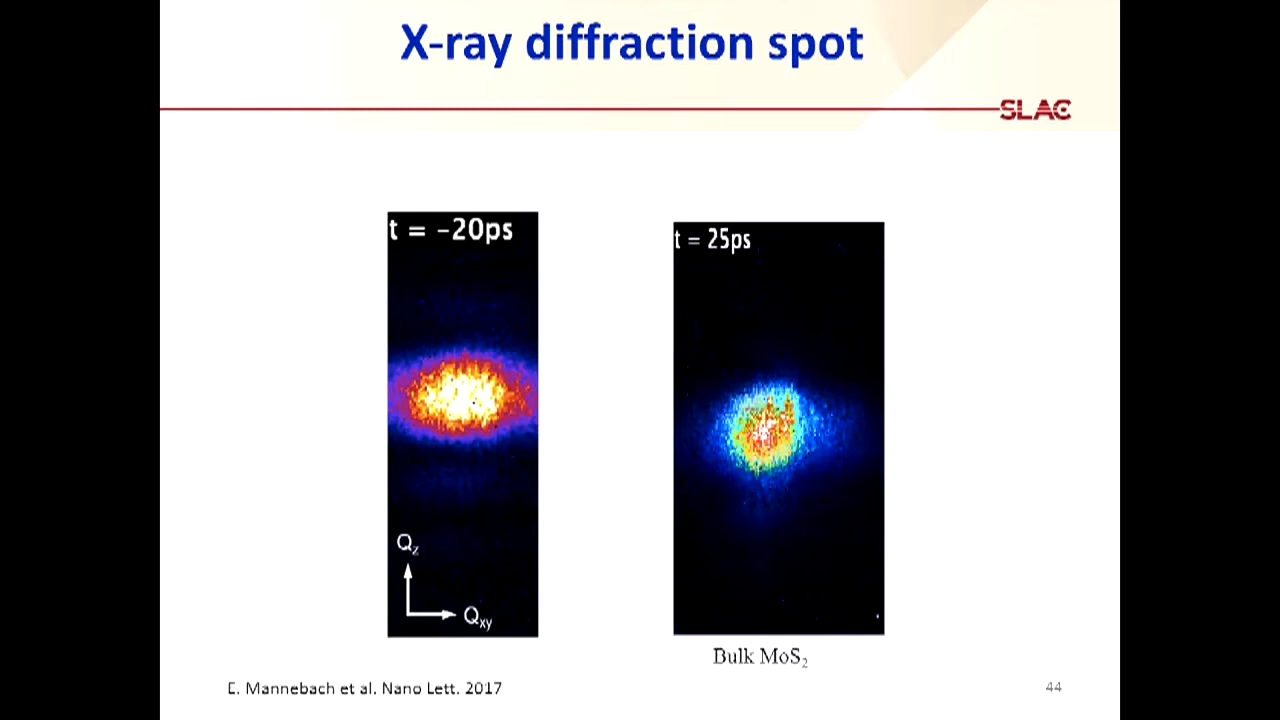 X-ray diffraction spot
SLAC
t = -20ps
t = 25ps
Qz
Qxy
Bulk MoS₂
E. Mannebach et al. Nano Lett. 2017
44